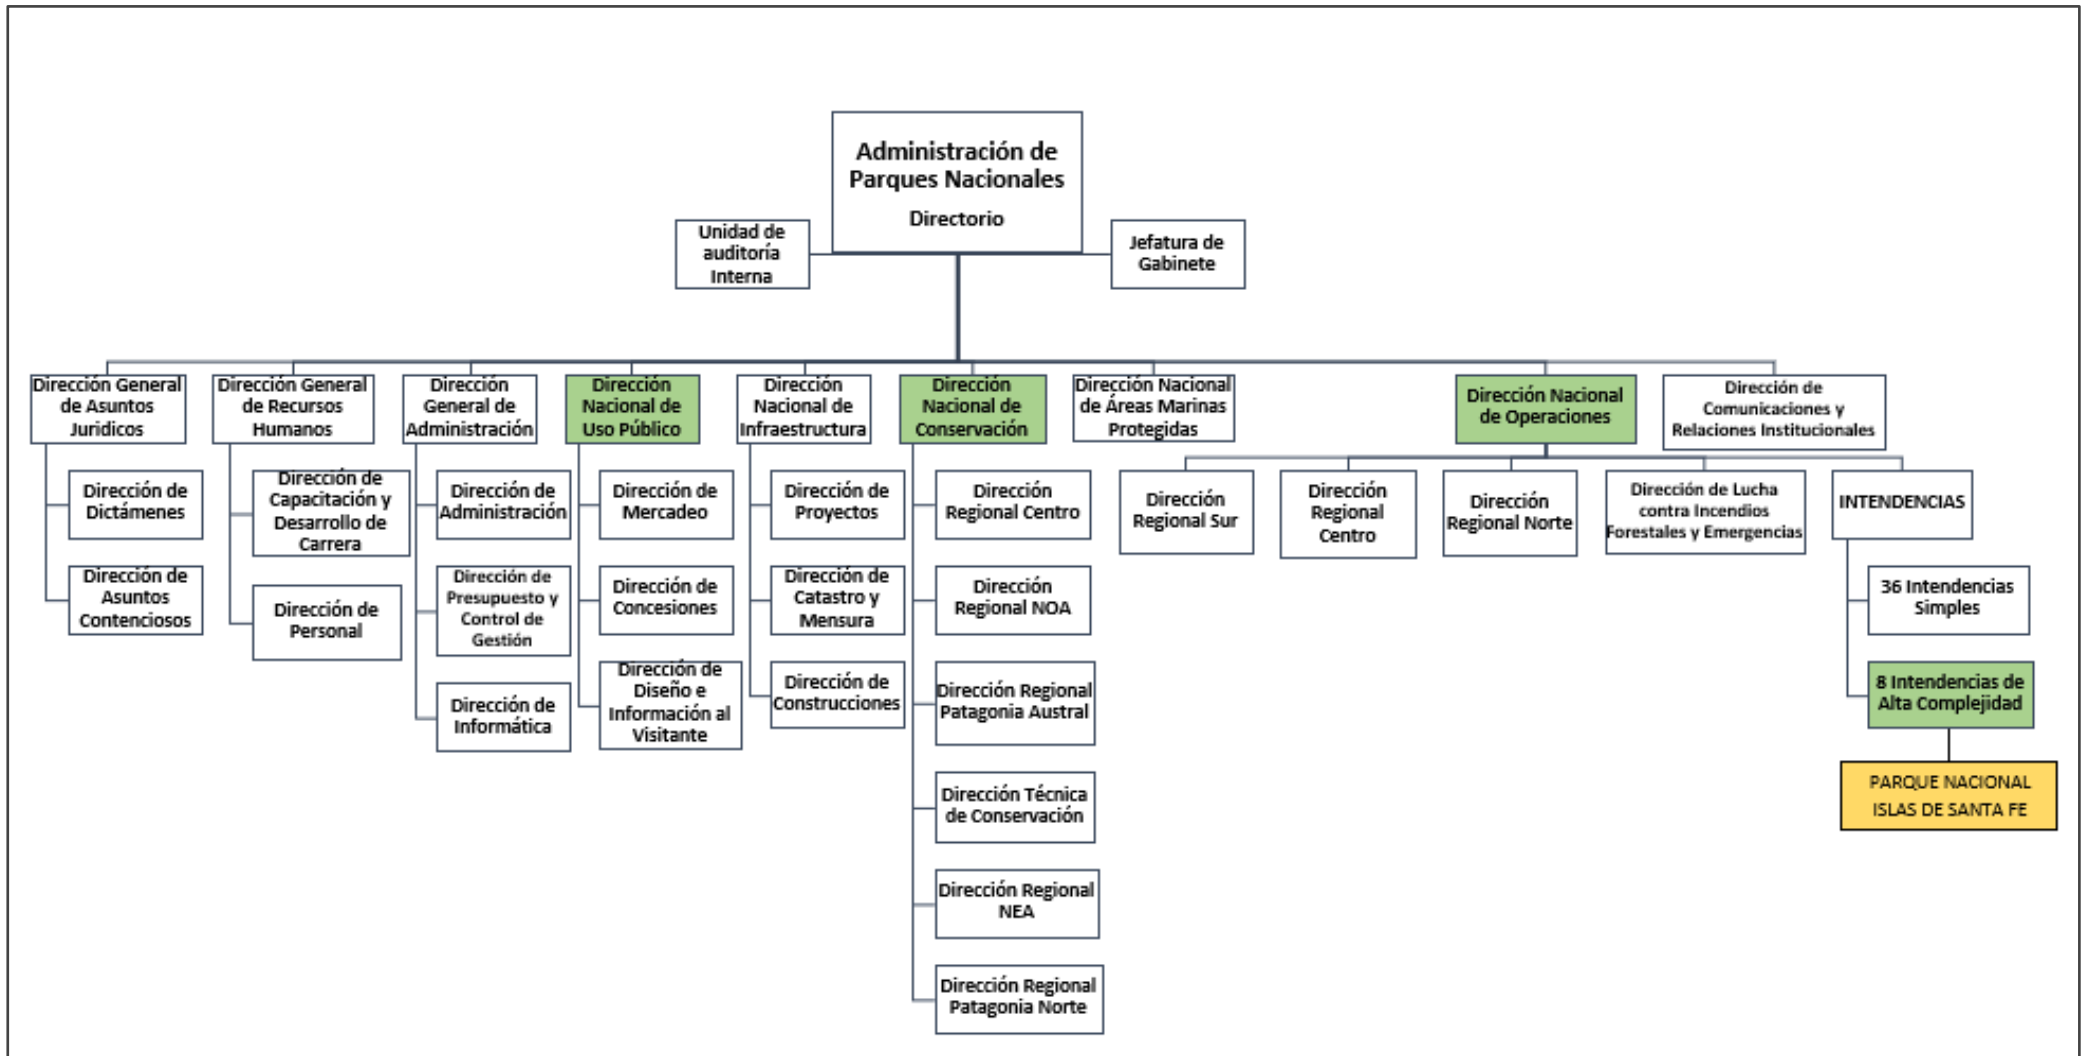 Administración de
Parques Nacionales
Directorio
Unidad de
auditoría
Interna
Jefatura de
Gabinete
Dirección General
de Asuntos
Juridicos
Dirección General
de Recursos
Humanos
Dirección
General de
Administración
Dirección
Nacional de
Uso Público
Dirección
Nacional de
Infraestructura
Dirección
Nacional de
Conservación
Dirección Nacional
de Áreas Marinas
Protegidas
Dirección Nacional
de Operaciones
Dirección de
Comunicaciones y
Relaciones Institucionales
Dirección de
Dictámenes
Dirección de
Asuntos
Contenciosos
Dirección de
Capacitación y
Desarrollo de
Carrera
Dirección de
Personal
Dirección de
Administración
Dirección de
Presupuesto y
Control de
Gestión
Dirección de
Informática
Dirección de
Mercadeo
Dirección de
Concesiones
Dirección de
Diseño e
Información al
Visitante
Dirección de
Proyectos
Dirección de
Catastro y
Mensura
Dirección de
Construcciones
Dirección
Regional Centro
Dirección
Regional NOA
Dirección Regional
Patagonia Austral
Dirección Técnica
de Conservación
Dirección Regional
NEA
Dirección Regional
Patagonia Norte
Dirección
Regional Sur
Dirección
Regional
Centro
Dirección
Regional Norte
Dirección de Lucha
contra Incendios
Forestales y Emergencias
INTENDENCIAS
36 Intendencias
Simples
8 Intendencias de
Alta Complejidad
PARQUE NACIONAL
ISLAS DE SANTA FE